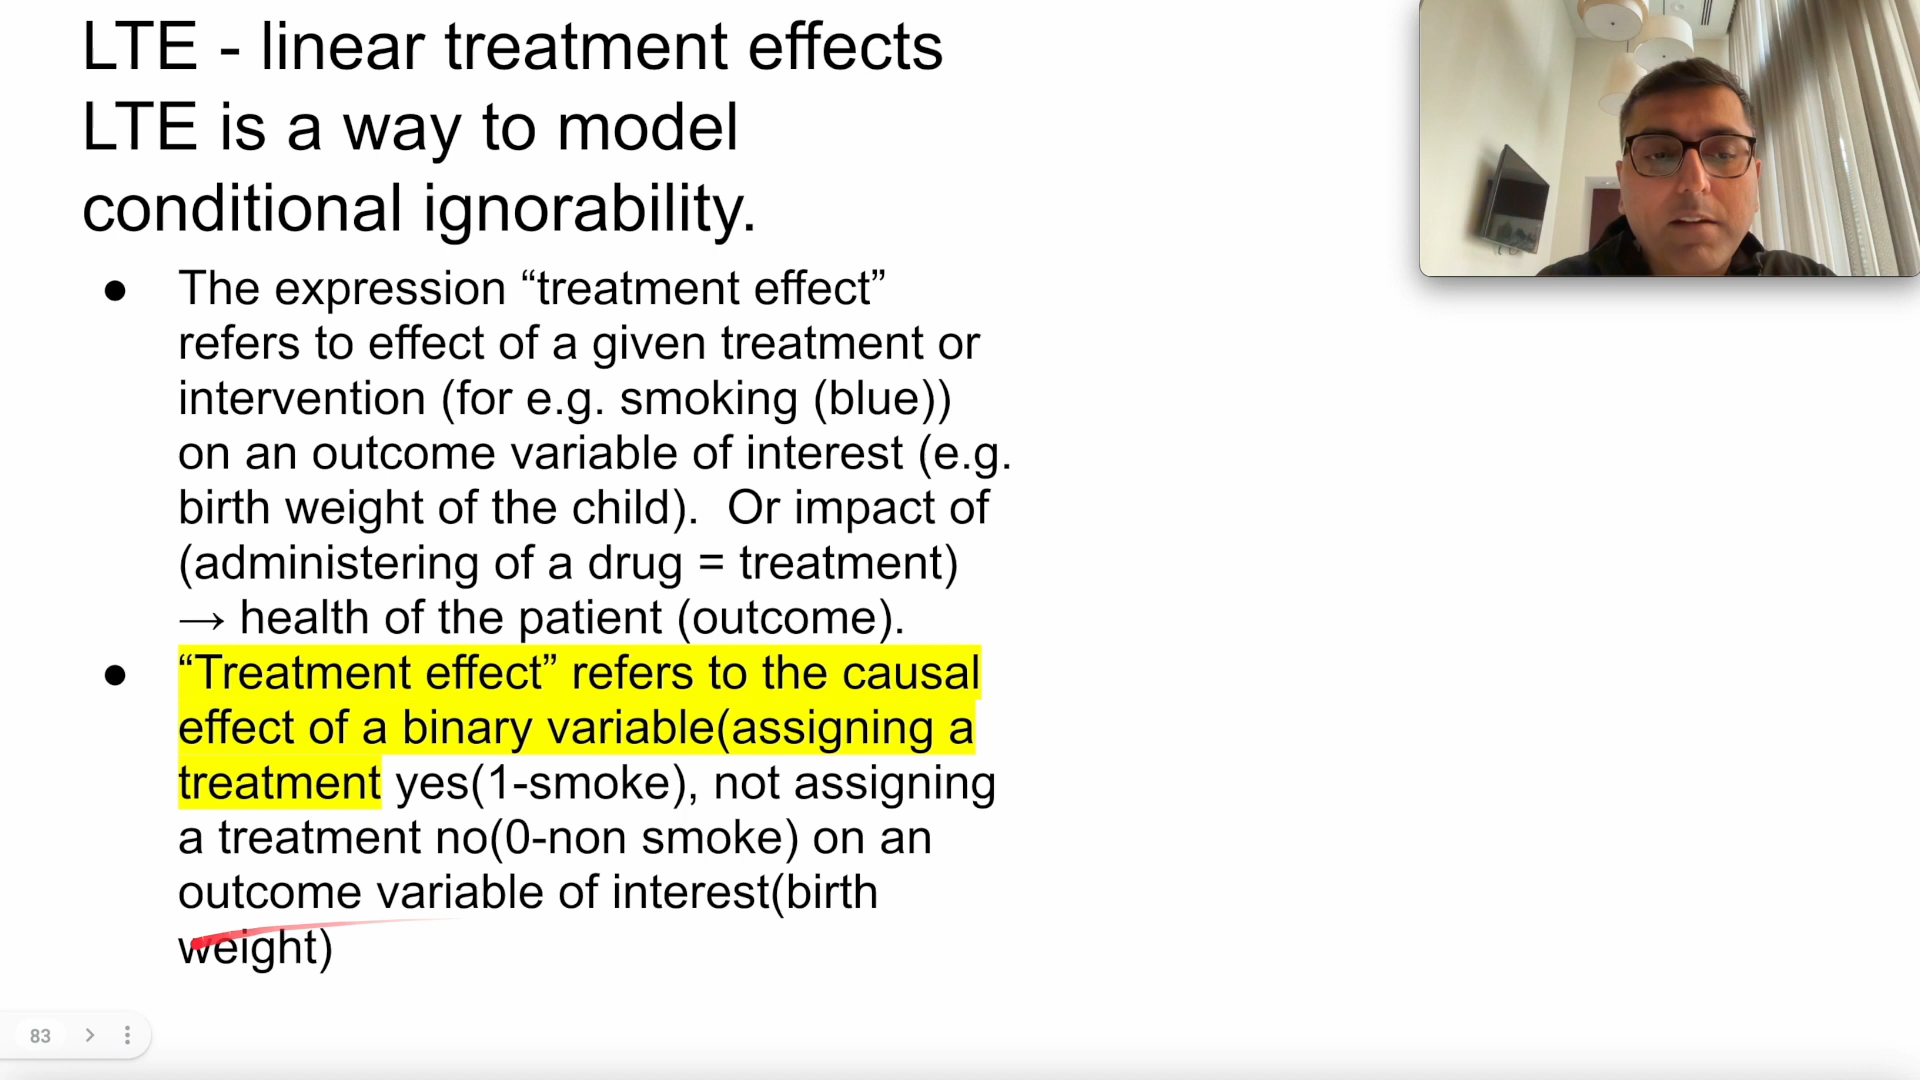 LTE - linear treatment effects
LTE is a way to model
conditional ignorability.
● The expression “treatment effect”
refers to effect of a given treatment or
intervention (for e.g. smoking (blue))
on an outcome variable of interest (e.g.
birth weight of the child).  Or impact of
(administering of a drug = treatment)
→ health of the patient (outcome).
● “Treatment effect” refers to the causal
effect of a binary variable(assigning a
treatment yes(1-smoke), not assigning
a treatment no(0-non smoke) on an
outcome variable of interest(birth
weight)
83